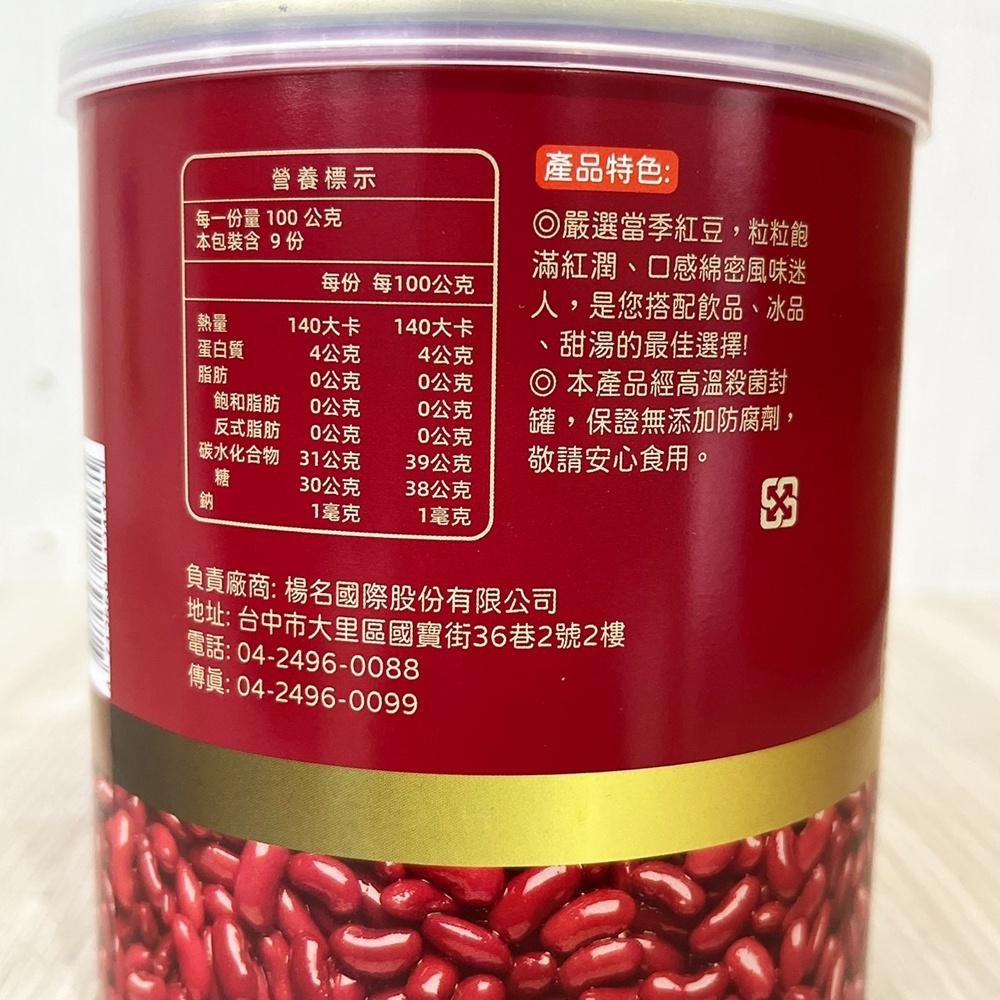 營養標示
每一份量 100 公克
本包裝含 9 份
每份 每100公克
熱量 140大卡 140大卡
蛋白質 4公克 4公克
脂肪 0公克 0公克
飽和脂肪 0公克 0公克
反式脂肪 0公克 0公克
碳水化合物 31公克 39公克
糖 30公克 38公克
鈉 1毫克 1毫克
產品特色:
◎嚴選當季紅豆，粒粒飽
滿紅潤、口感綿密風味迷
人，是您搭配飲品、冰品
、甜湯的最佳選擇!
◎ 本產品經高溫殺菌封
罐，保證無添加防腐劑，
敬請安心食用。
負責廠商: 楊名國際股份有限公司
地址: 台中市大里區國寶街36巷2號2樓
電話: 04-2496-0088
傳真: 04-2496-0099